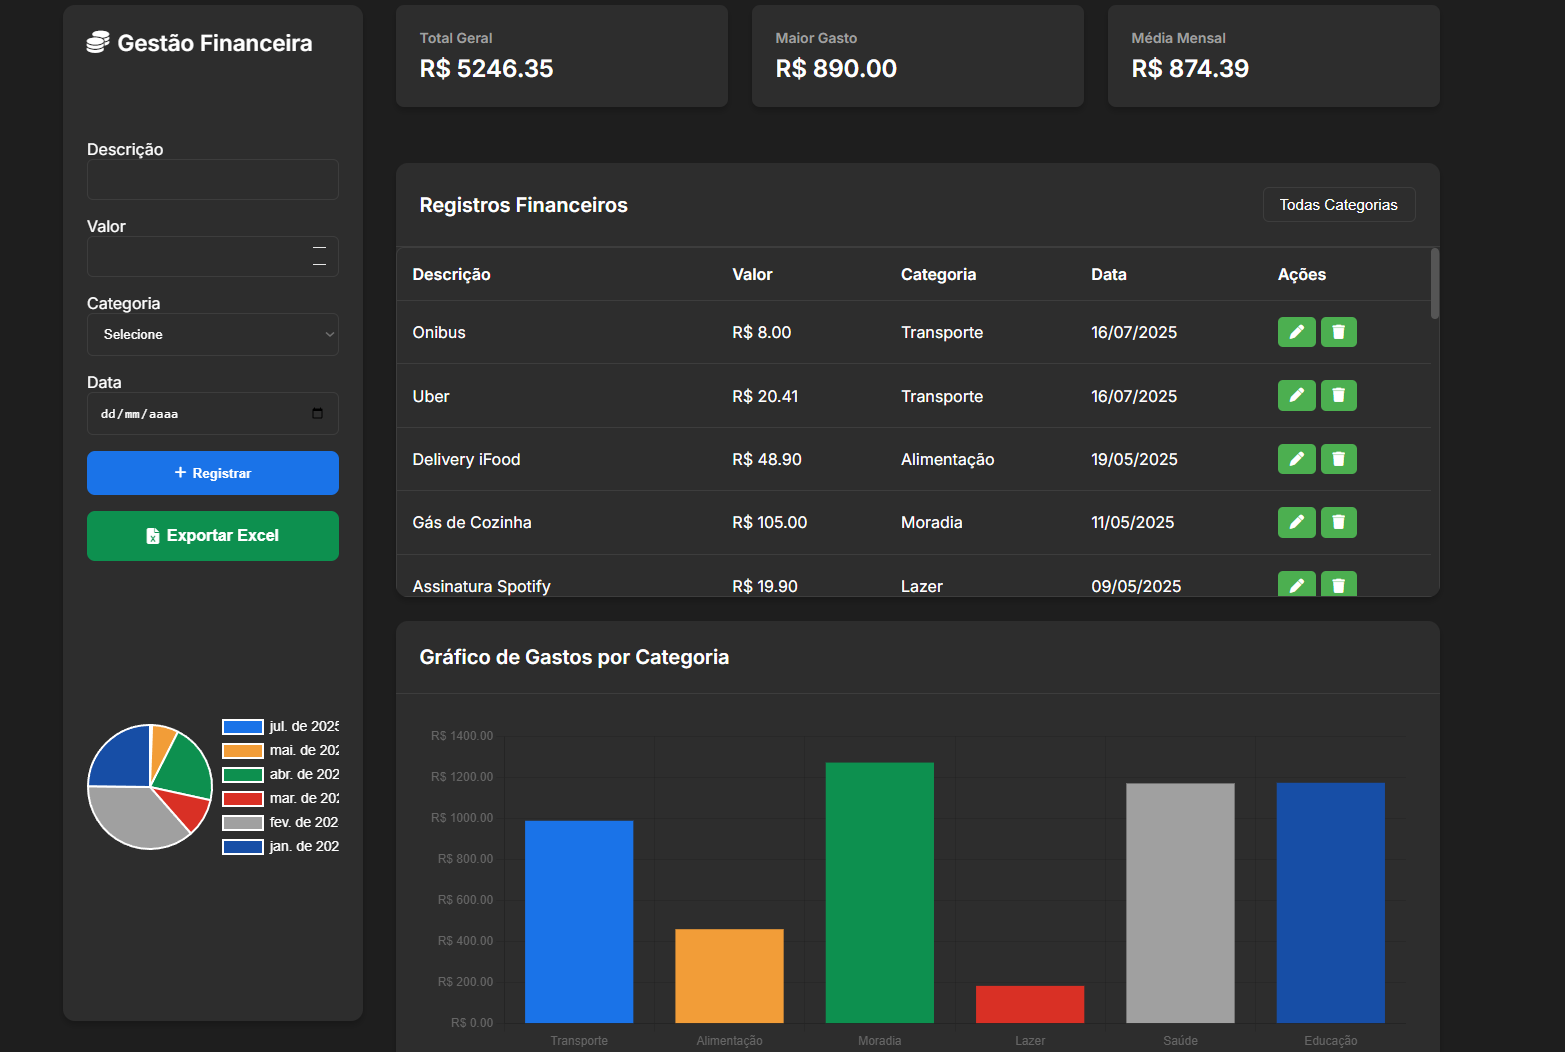 Gestão Financeira
Descrição
Valor
Categoria
Selecione
Data
dd/mm/aaaa
+ Registrar
Exportar Excel
jul. de 2025
mai. de 202
abr. de 202
mar. de 202
fev. de 202
jan. de 202
Total Geral
R$ 5246.35
Maior Gasto
R$ 890.00
Média Mensal
R$ 874.39
Registros Financeiros
Todas Categorias
Descrição Valor Categoria Data Ações
Onibus R$ 8.00 Transporte 16/07/2025
Uber R$ 20.41 Transporte 16/07/2025
Delivery iFood R$ 48.90 Alimentação 19/05/2025
Gás de Cozinha R$ 105.00 Moradia 11/05/2025
Assinatura Spotify R$ 19.90 Lazer 09/05/2025
Gráfico de Gastos por Categoria
R$ 1400.00
R$ 1200.00
R$ 1000.00
R$ 800.00
R$ 600.00
R$ 400.00
R$ 200.00
R$ 0.00
Transporte Alimentação Moradia Lazer Saúde Educação